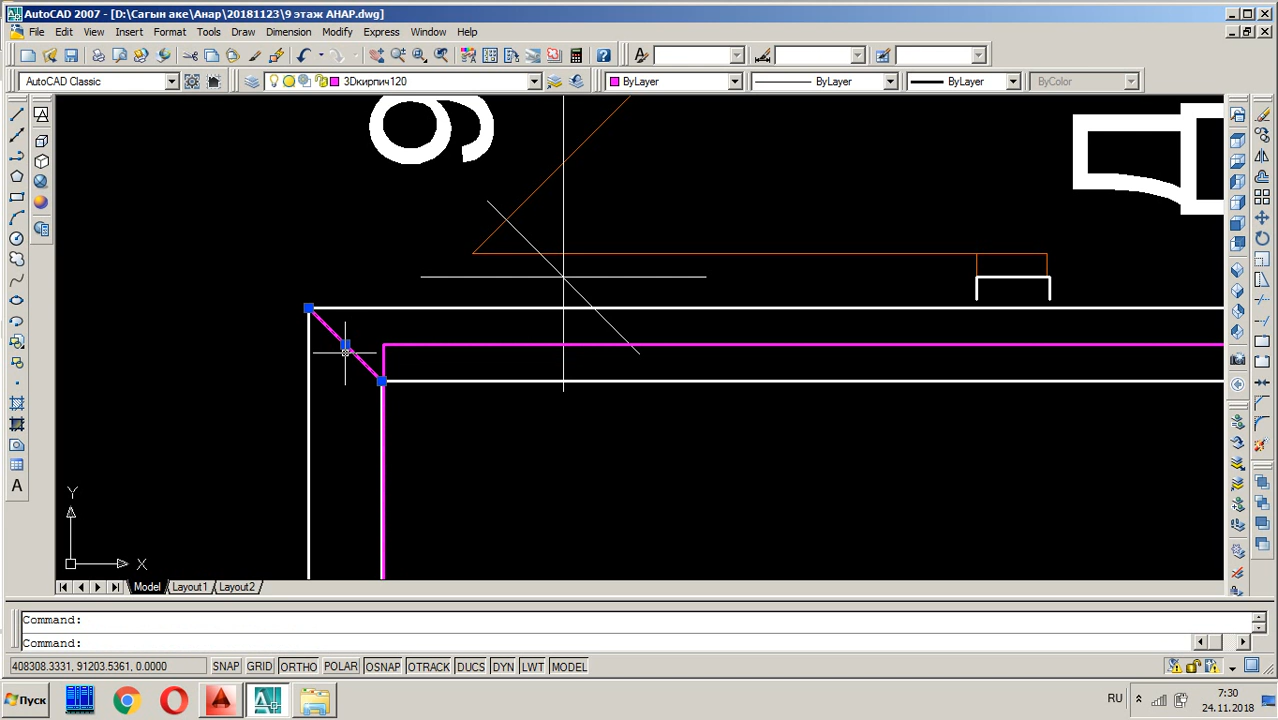 AutoCAD 2007 - [D:\Сагын аке\Анар\20181123\9 этаж АНАР.dwg]
File Edit View Insert Format Tools Draw Dimension Modify Express Window Help
AutoCAD Classic 3Dкирпич120 ByLayer ByLayer ByLayer ByColor
Y
X
Model Layout1 Layout2
Command:
Command:
408308.3331, 91203.5361, 0.0000 SNAP GRID ORTHO POLAR OSNAP OTRACK DUCS DYN LWT MODEL
Пуск RU 7:30
24.11.2018